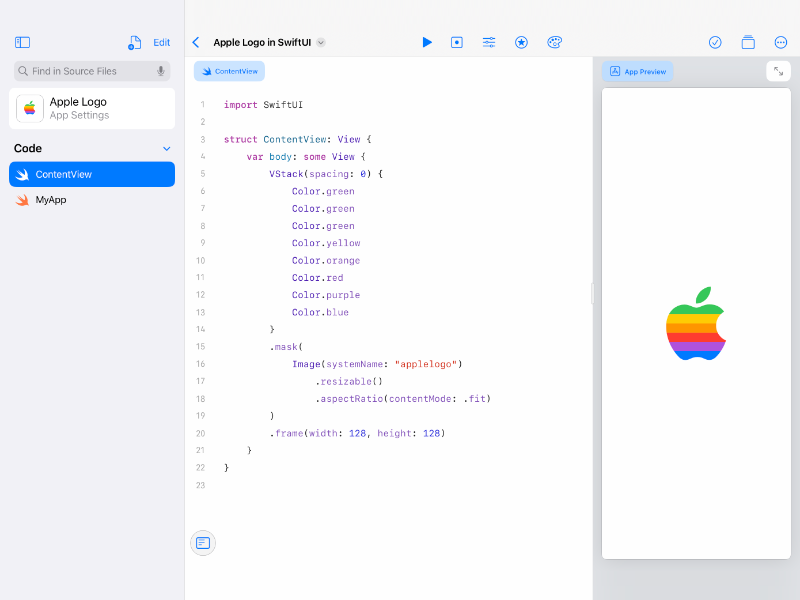 Edit
Apple Logo in SwiftUI
Find in Source Files
Apple Logo
App Settings
Code
ContentView
MyApp
ContentView
1 import SwiftUI
2
3 struct ContentView: View {
4 var body: some View {
5 VStack(spacing: 0) {
6 Color.green
7 Color.green
8 Color.green
9 Color.yellow
10 Color.orange
11 Color.red
12 Color.purple
13 Color.blue
14 }
15 .mask(
16 Image(systemName: "applelogo")
17 .resizable()
18 .aspectRatio(contentMode: .fit)
19 )
20 .frame(width: 128, height: 128)
21 }
22 }
23
App Preview